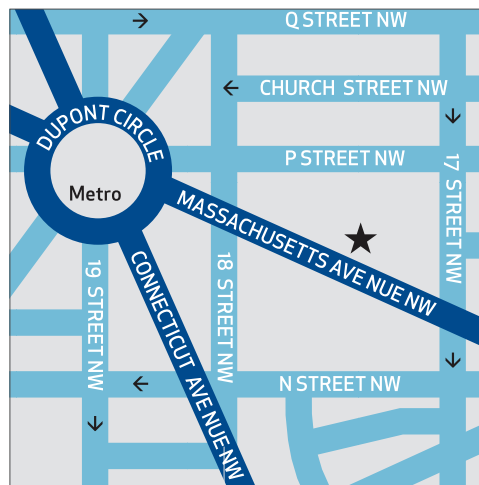 Q STREET NW
CHURCH STREET NW
DUPONT CIRCLE
P STREET NW
Metro
17 STREET NW
MASSACHUSETTS AVE NUE NW
19 STREET NW
CONNECTICUT AVE NUE NW
18 STREET NW
N STREET NW